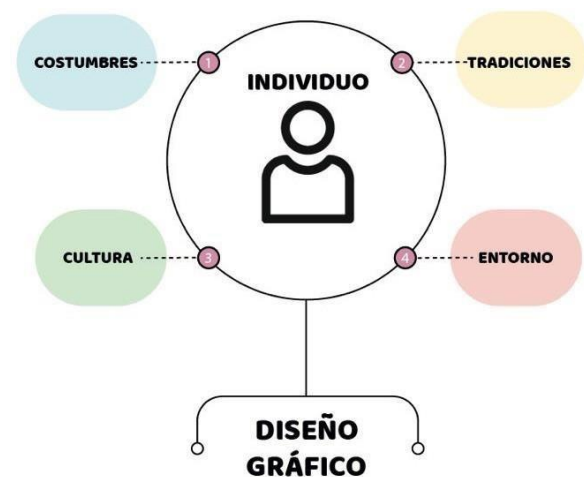 COSTUMBRES
1
INDIVIDUO
2
TRADICIONES
CULTURA
3
4
ENTORNO
DISEÑO
GRÁFICO